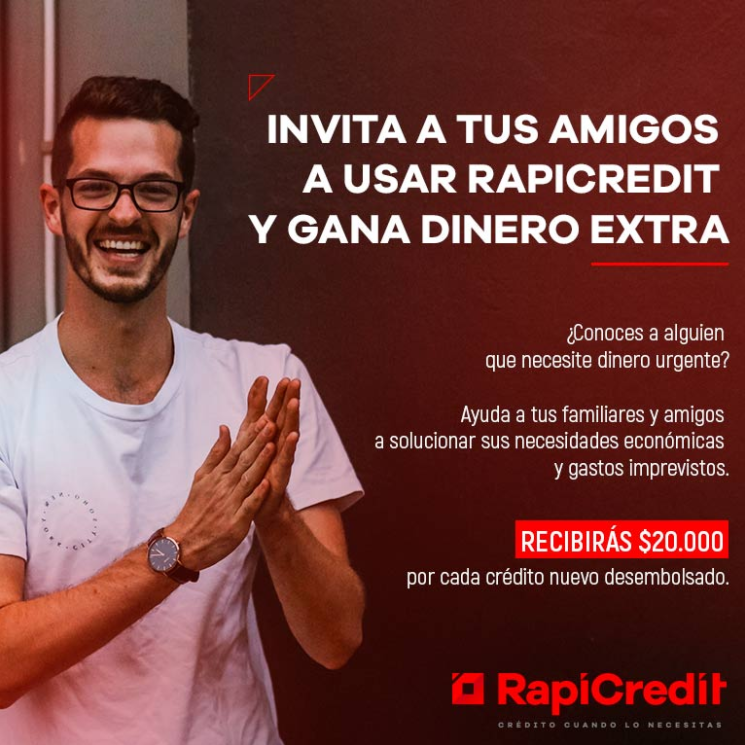 INVITA A TUS AMIGOS
A USAR RAPICREDIT
Y GANA DINERO EXTRA
¿Conoces a alguien
que necesite dinero urgente?
Ayuda a tus familiares y amigos
a solucionar sus necesidades económicas
y gastos imprevistos.
RECIBIRÁS $20.000
por cada crédito nuevo desembolsado.
RapiCredit
CRÉDITO CUANDO LO NECESITAS